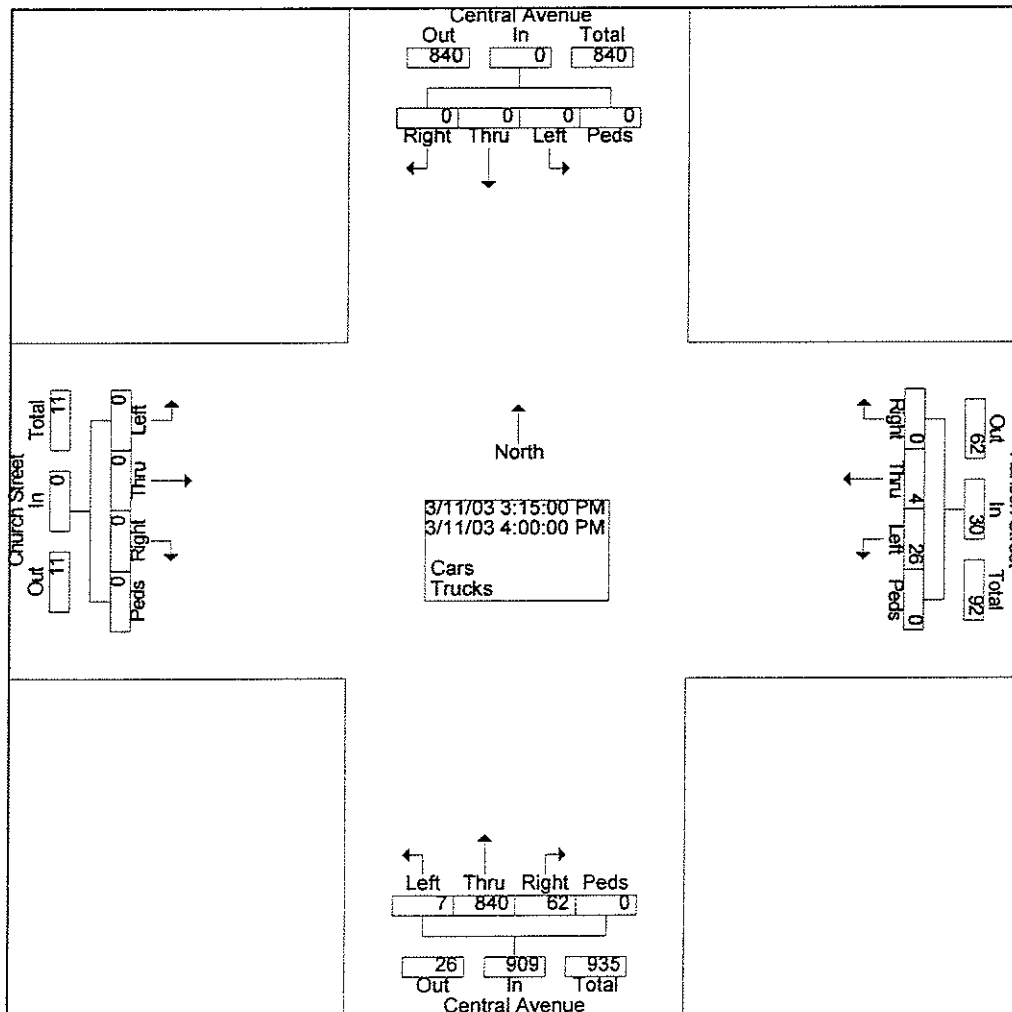 Central Avenue
Out In Total
840 0 840
0 0 0 0
Right Thru Left Peds
Church Street
Total In Out
11 0 11
0 0 0 0
Left Thru Right Peds
North
3/11/03 3:15:00 PM
3/11/03 4:00:00 PM
Cars
Trucks
Right Thru Left Peds
0 4 26 0
62 30 92
Out In Total
Street
Left Thru Right Peds
7 840 62 0
26 909 935
Out In Total
Central Avenue